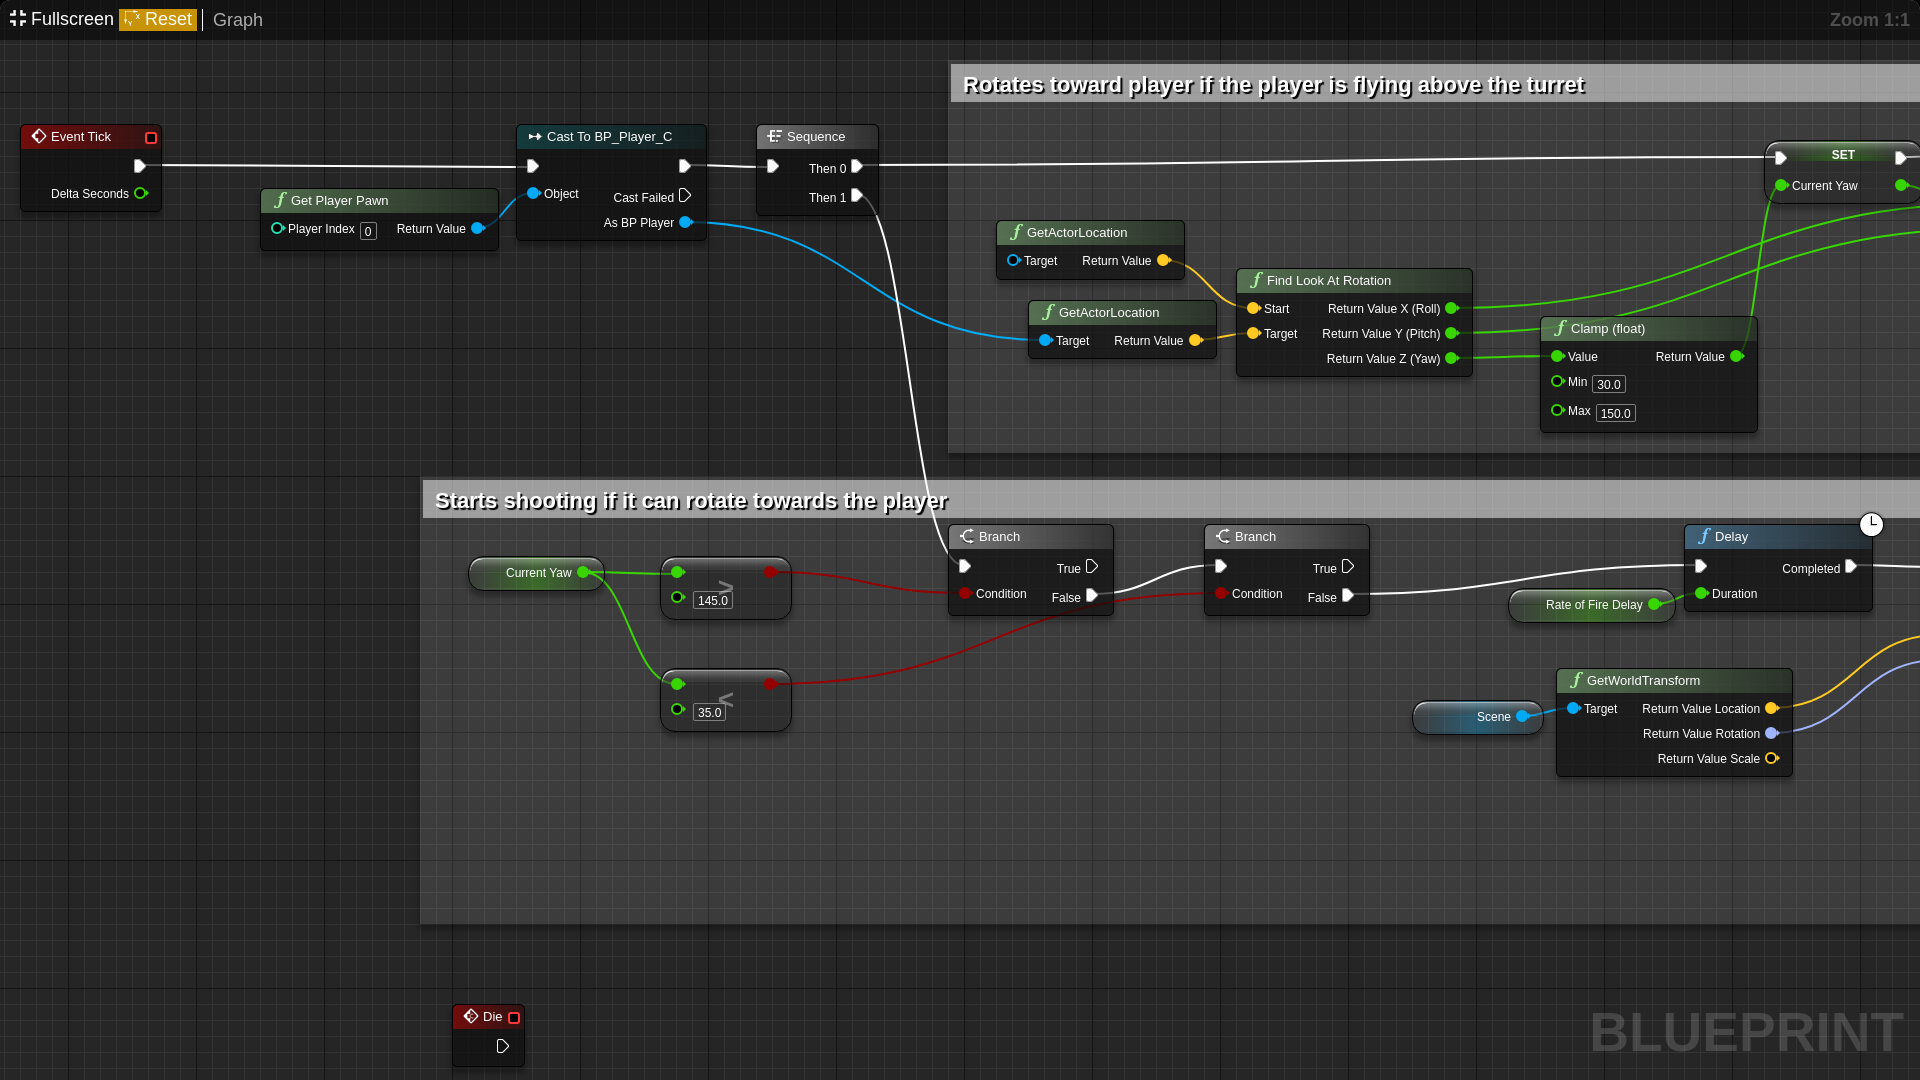 Fullscreen Reset Graph
Zoom 1:1
Rotates toward player if the player is flying above the turret
Event Tick
Delta Seconds
Get Player Pawn
Player Index 0 Return Value
Cast To BP_Player_C
Object
Cast Failed
As BP Player
Sequence
Then 0
Then 1
SET
Current Yaw
GetActorLocation
Target Return Value
GetActorLocation
Target Return Value
Find Look At Rotation
Start Return Value X (Roll)
Target Return Value Y (Pitch)
Return Value Z (Yaw)
Clamp (float)
Value Return Value
Min 30.0
Max 150.0
Starts shooting if it can rotate towards the player
Current Yaw
>
145.0
<
35.0
Branch
True
Condition False
Branch
True
Condition False
Delay
Completed
Duration
Rate of Fire Delay
Scene
GetWorldTransform
Target Return Value Location
Return Value Rotation
Return Value Scale
Die
BLUEPRINT